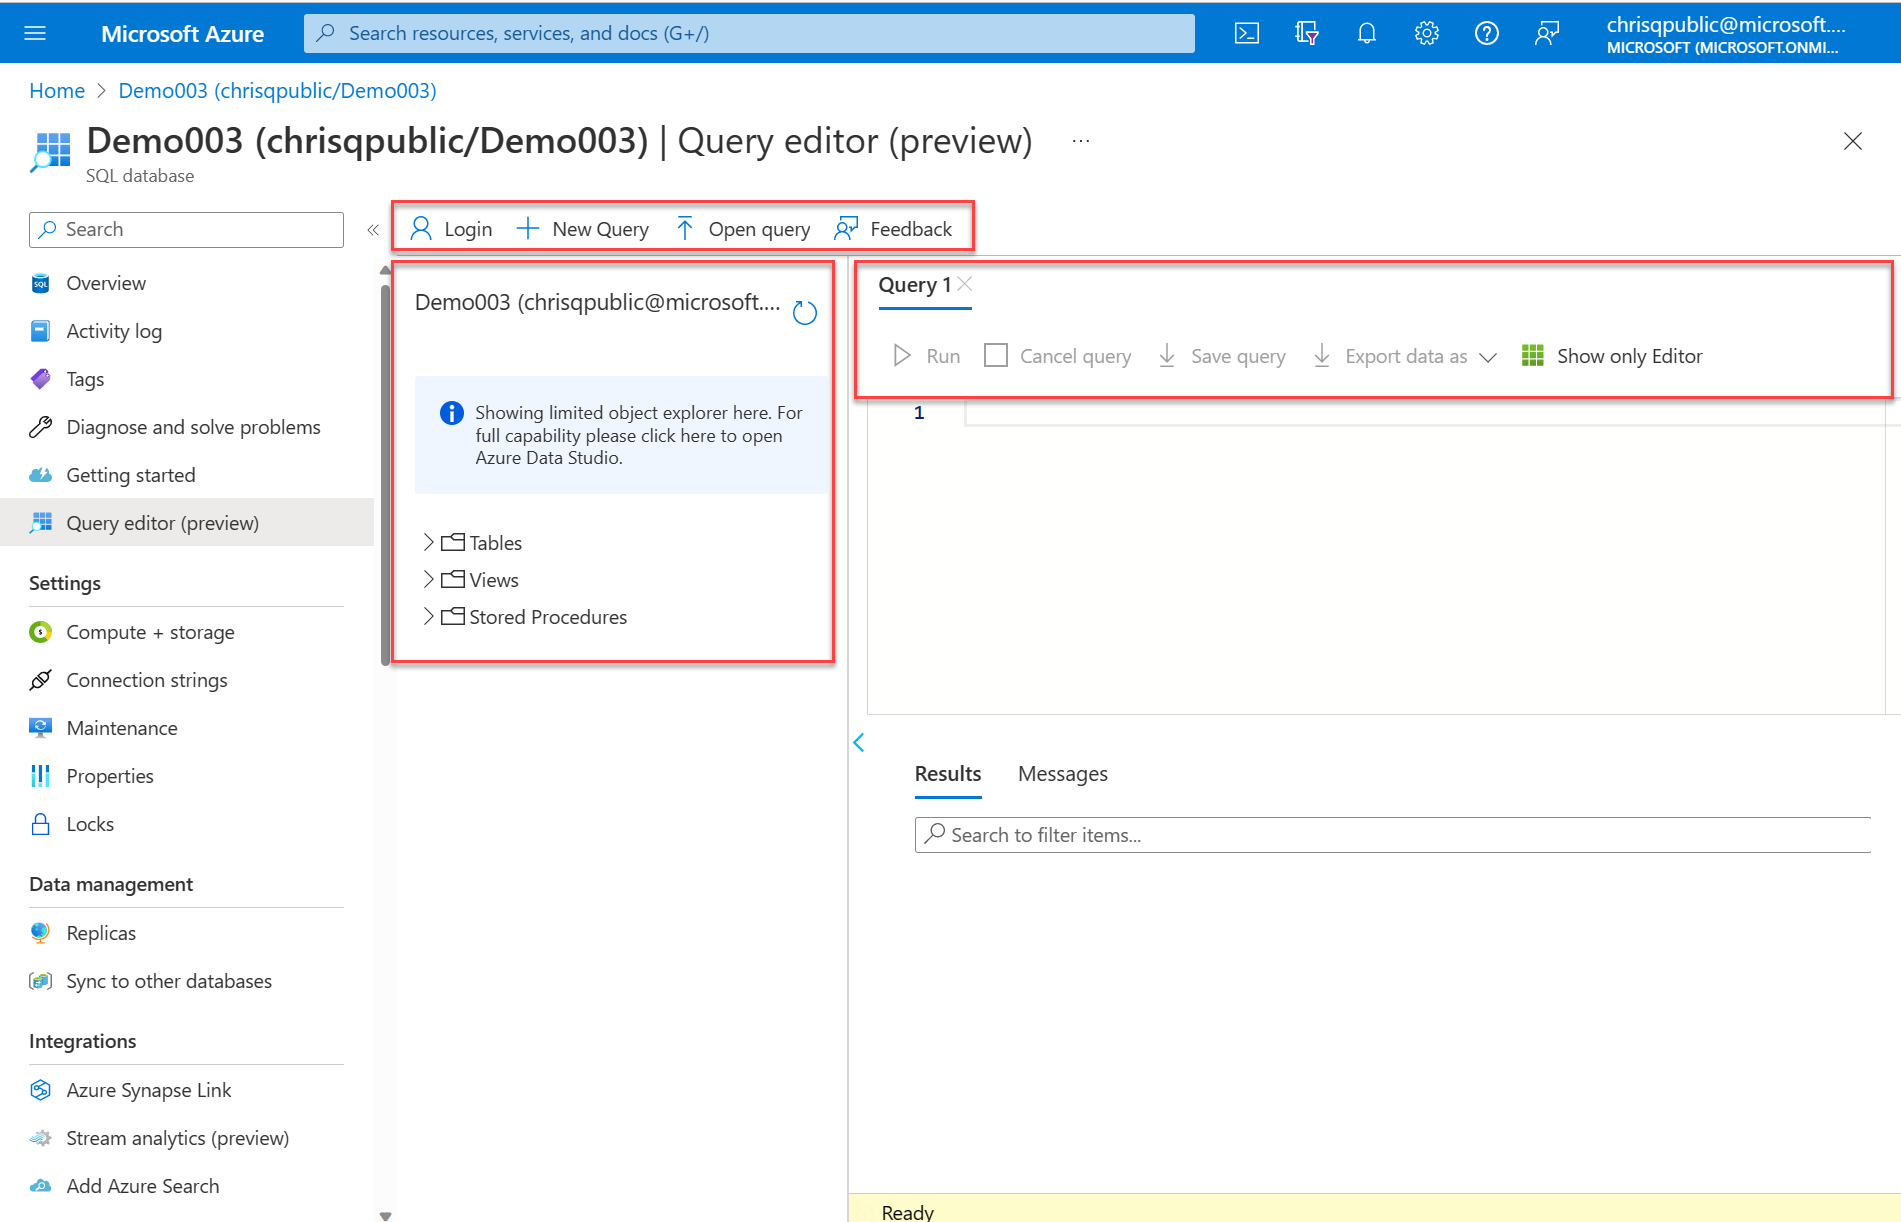 Microsoft Azure
Search resources, services, and docs (G+/)
chrisqpublic@microsoft....
MICROSOFT (MICROSOFT.ONMI...
Home > Demo003 (chrisqpublic/Demo003)
Demo003 (chrisqpublic/Demo003) | Query editor (preview) ...
SQL database
Search
«
Overview
Activity log
Tags
Diagnose and solve problems
Getting started
Query editor (preview)
Settings
Compute + storage
Connection strings
Maintenance
Properties
Locks
Data management
Replicas
Sync to other databases
Integrations
Azure Synapse Link
Stream analytics (preview)
Add Azure Search
Login New Query Open query Feedback
Demo003 (chrisqpublic@microsoft....
Showing limited object explorer here. For
full capability please click here to open
Azure Data Studio.
Tables
Views
Stored Procedures
Query 1
Run Cancel query Save query Export data as Show only Editor
1
Results Messages
Search to filter items...
Ready